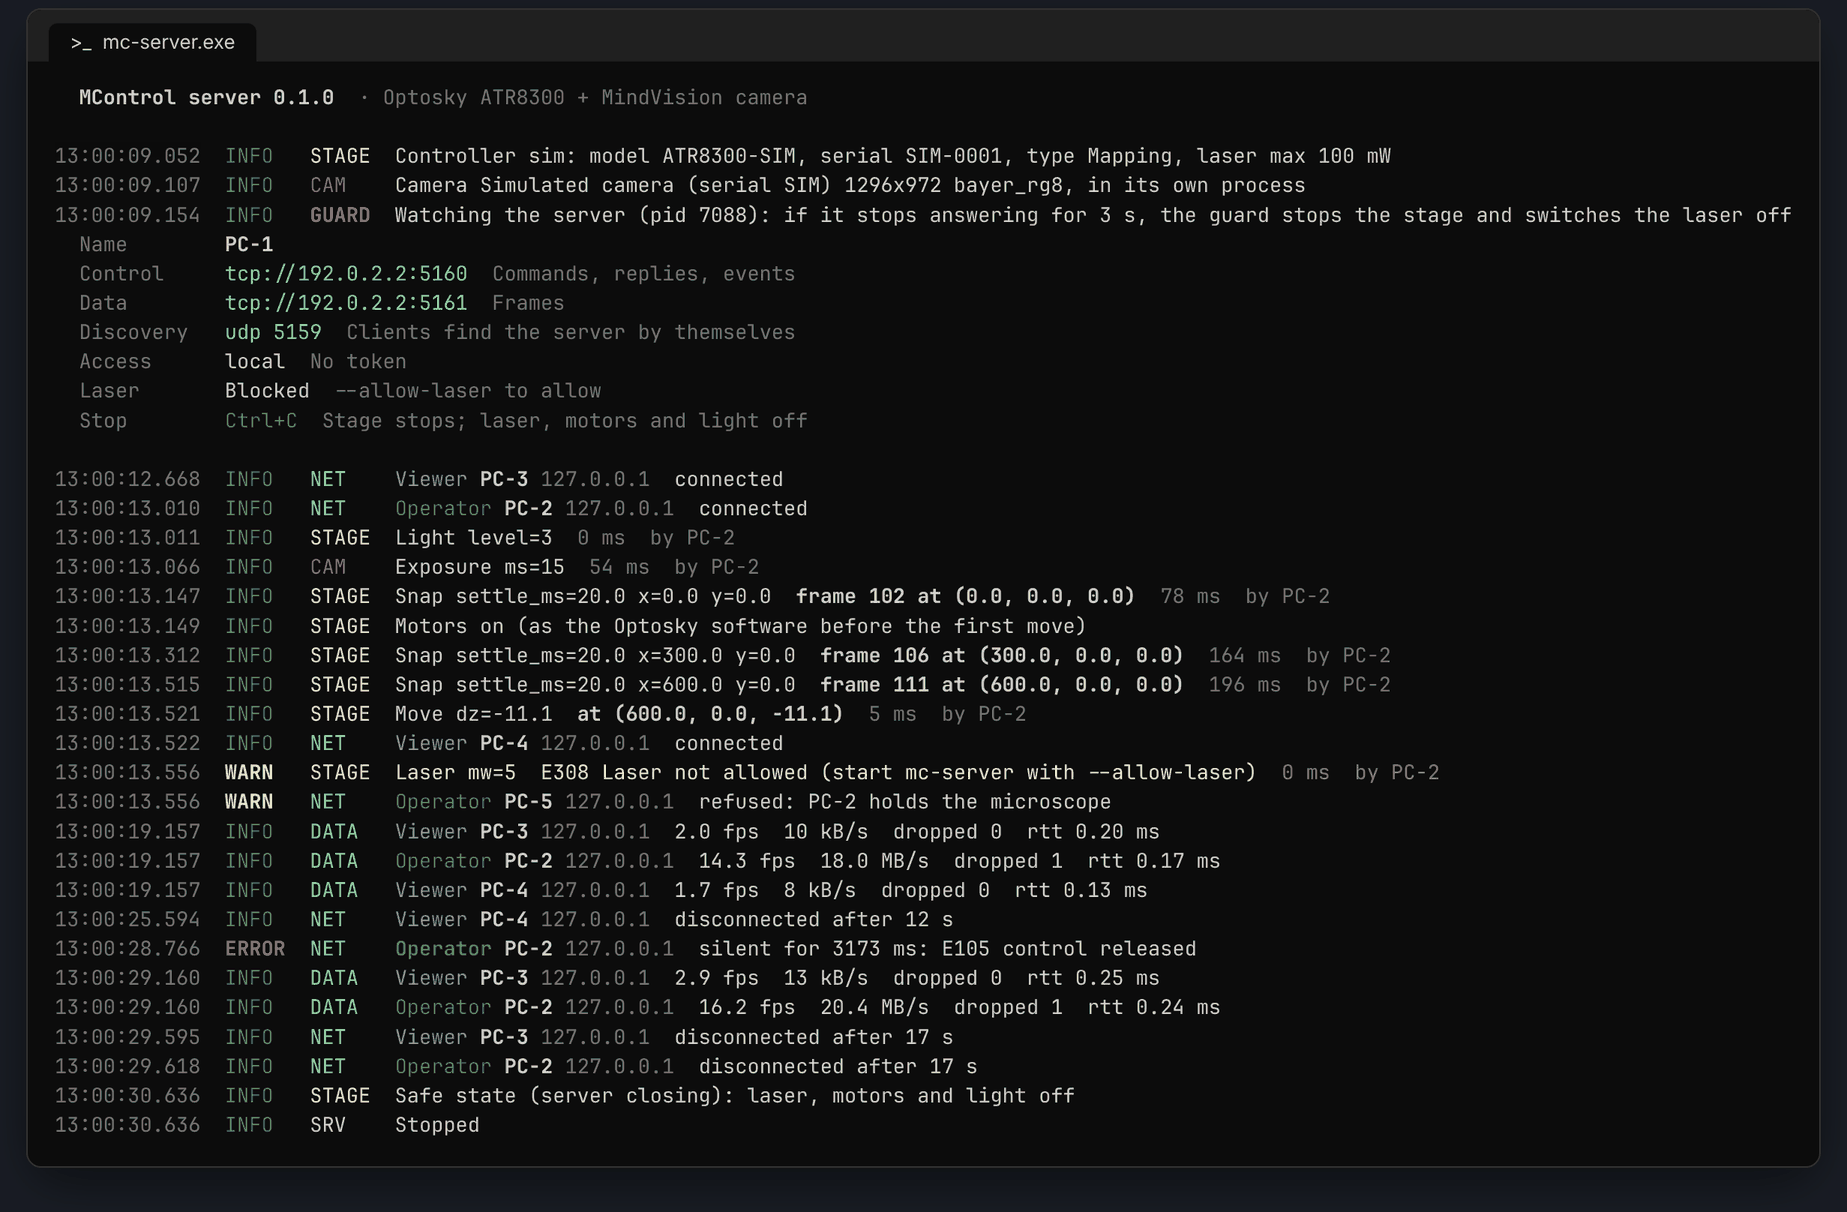 >_ mc-server.exe
MControl server 0.1.0 · Optosky ATR8300 + MindVision camera
13:00:09.052 INFO STAGE Controller sim: model ATR8300-SIM, serial SIM-0001, type Mapping, laser max 100 mW
13:00:09.107 INFO CAM Camera Simulated camera (serial SIM) 1296x972 bayer_rg8, in its own process
13:00:09.154 INFO GUARD Watching the server (pid 7088): if it stops answering for 3 s, the guard stops the stage and switches the laser off
Name PC-1
Control tcp://192.0.2.2:5160 Commands, replies, events
Data tcp://192.0.2.2:5161 Frames
Discovery udp 5159 Clients find the server by themselves
Access local No token
Laser Blocked --allow-laser to allow
Stop Ctrl+C Stage stops; laser, motors and light off
13:00:12.668 INFO NET Viewer PC-3 127.0.0.1 connected
13:00:13.010 INFO NET Operator PC-2 127.0.0.1 connected
13:00:13.011 INFO STAGE Light level=3 0 ms by PC-2
13:00:13.066 INFO CAM Exposure ms=15 54 ms by PC-2
13:00:13.147 INFO STAGE Snap settle_ms=20.0 x=0.0 y=0.0 frame 102 at (0.0, 0.0, 0.0) 78 ms by PC-2
13:00:13.149 INFO STAGE Motors on (as the Optosky software before the first move)
13:00:13.312 INFO STAGE Snap settle_ms=20.0 x=300.0 y=0.0 frame 106 at (300.0, 0.0, 0.0) 164 ms by PC-2
13:00:13.515 INFO STAGE Snap settle_ms=20.0 x=600.0 y=0.0 frame 111 at (600.0, 0.0, 0.0) 196 ms by PC-2
13:00:13.521 INFO STAGE Move dz=-11.1 at (600.0, 0.0, -11.1) 5 ms by PC-2
13:00:13.522 INFO NET Viewer PC-4 127.0.0.1 connected
13:00:13.556 WARN STAGE Laser mw=5 E308 Laser not allowed (start mc-server with --allow-laser) 0 ms by PC-2
13:00:13.556 WARN NET Operator PC-5 127.0.0.1 refused: PC-2 holds the microscope
13:00:19.157 INFO DATA Viewer PC-3 127.0.0.1 2.0 fps 10 kB/s dropped 0 rtt 0.20 ms
13:00:19.157 INFO DATA Operator PC-2 127.0.0.1 14.3 fps 18.0 MB/s dropped 1 rtt 0.17 ms
13:00:19.157 INFO DATA Viewer PC-4 127.0.0.1 1.7 fps 8 kB/s dropped 0 rtt 0.13 ms
13:00:25.594 INFO NET Viewer PC-4 127.0.0.1 disconnected after 12 s
13:00:28.766 ERROR NET Operator PC-2 127.0.0.1 silent for 3173 ms: E105 control released
13:00:29.160 INFO DATA Viewer PC-3 127.0.0.1 2.9 fps 13 kB/s dropped 0 rtt 0.25 ms
13:00:29.160 INFO DATA Operator PC-2 127.0.0.1 16.2 fps 20.4 MB/s dropped 1 rtt 0.24 ms
13:00:29.595 INFO NET Viewer PC-3 127.0.0.1 disconnected after 17 s
13:00:29.618 INFO NET Operator PC-2 127.0.0.1 disconnected after 17 s
13:00:30.636 INFO STAGE Safe state (server closing): laser, motors and light off
13:00:30.636 INFO SRV Stopped